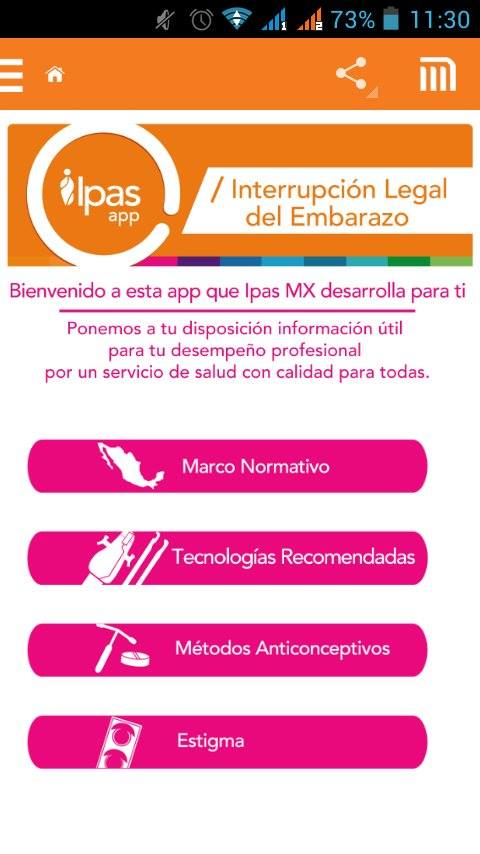 73% 11:30
1 2
ipas
app
/ Interrupción Legal
del Embarazo
Bienvenido a esta app que Ipas MX desarrolla para ti
Ponemos a tu disposición información útil
para tu desempeño profesional
por un servicio de salud con calidad para todas.
Marco Normativo
Tecnologías Recomendadas
Métodos Anticonceptivos
Estigma